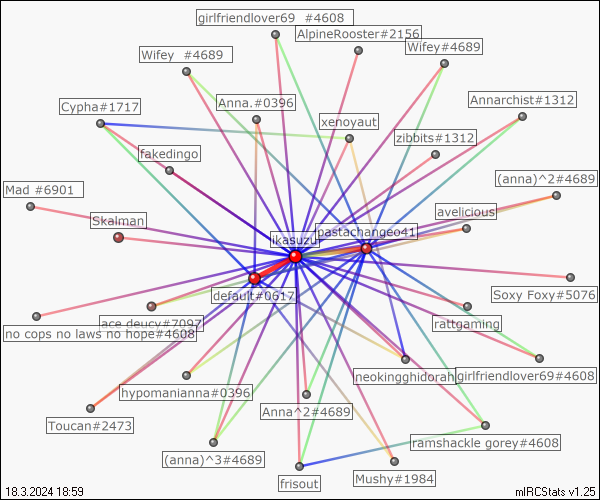 girlfriendlover69 #4608
AlpineRooster#2156
Wifey #4689
Wifey#4689
Cypha#1717
Anna.#0396
Annarchist#1312
xenoyaut
zibbits#1312
fakedingo
Mad #6901
(anna)^2#4689
avelicious
Skalman
pastachangeo41
ikasuzu
default#0617
Soxy Foxy#5076
ace deucy#7097
rattgaming
no cops no laws no hope#4608
neokingghidorah
girlfriendlover69#4608
hypomanianna#0396
Anna^2#4689
Toucan#2473
ramshackle gorey#4608
(anna)^3#4689
Mushy#1984
frisout
18.3.2024 18:59
mIRCStats v1.25